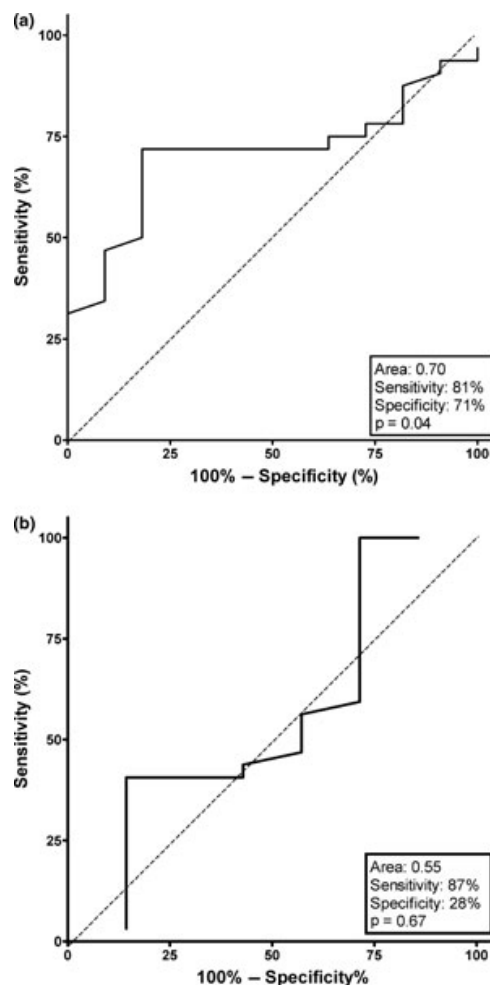 (a)
100
75
50
25
0
Sensitivity (%)
Area: 0.70
Sensitivity: 81%
Specificity: 71%
p = 0.04
0 25 50 75 100
100% – Specificity (%)
(b)
100
75
50
25
0
Sensitivity (%)
Area: 0.55
Sensitivity: 87%
Specificity: 28%
p = 0.67
0 25 50 75 100
100% – Specificity%